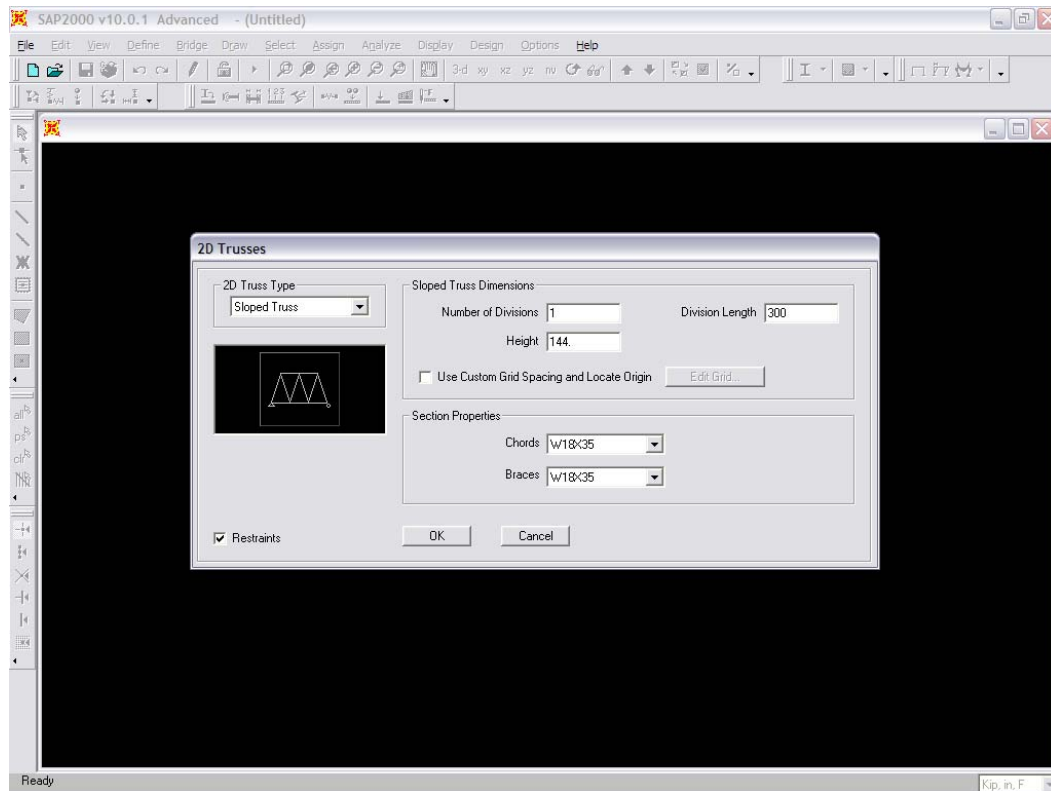 SAP2000 v10.0.1 Advanced - (Untitled)
File Edit View Define Bridge Draw Select Assign Analyze Display Design Options Help
3-d xy xz yz nv
2D Trusses
2D Truss Type
Sloped Truss
Sloped Truss Dimensions
Number of Divisions 1
Division Length 300
Height 144.
Use Custom Grid Spacing and Locate Origin
Edit Grid...
Section Properties
Chords W18X35
Braces W18X35
Restraints
OK
Cancel
all
ps
clr
Ready
Kip, in, F